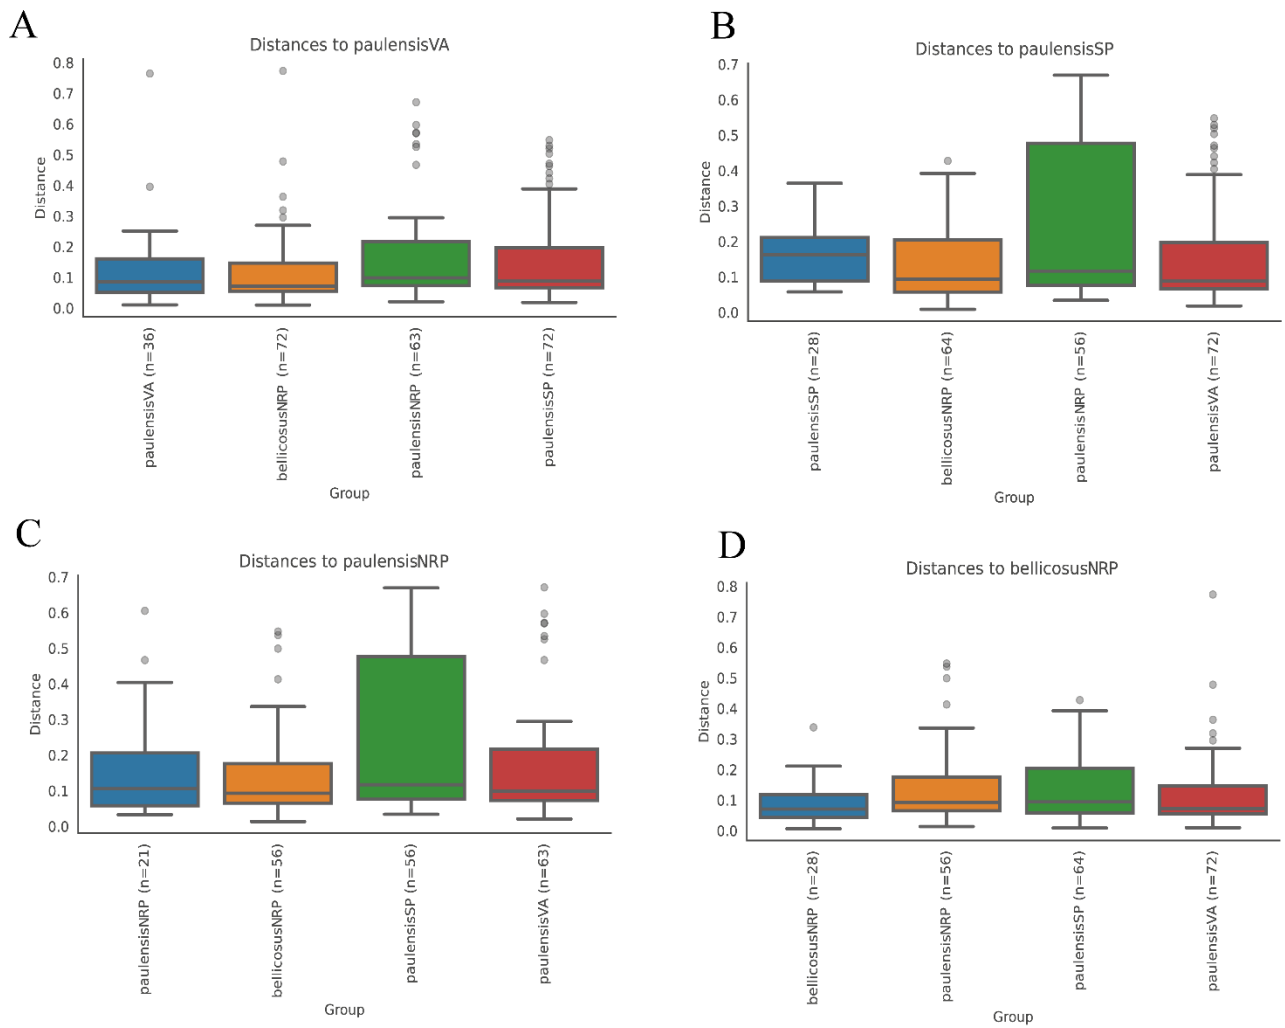 A
Distances to paulensisVA
Distance
0.8
0.7
0.6
0.5
0.4
0.3
0.2
0.1
0.0
paulensisVA (n=36)
bellicosusNRP (n=72)
paulensisNRP (n=63)
paulensisSP (n=72)
Group
B
Distances to paulensisSP
Distance
0.7
0.6
0.5
0.4
0.3
0.2
0.1
0.0
paulensisSP (n=28)
bellicosusNRP (n=64)
paulensisNRP (n=56)
paulensisVA (n=72)
Group
C
Distances to paulensisNRP
Distance
0.7
0.6
0.5
0.4
0.3
0.2
0.1
0.0
paulensisNRP (n=21)
bellicosusNRP (n=56)
paulensisSP (n=56)
paulensisVA (n=63)
Group
D
Distances to bellicosusNRP
Distance
0.8
0.7
0.6
0.5
0.4
0.3
0.2
0.1
0.0
bellicosusNRP (n=28)
paulensisNRP (n=56)
paulensisSP (n=64)
paulensisVA (n=72)
Group